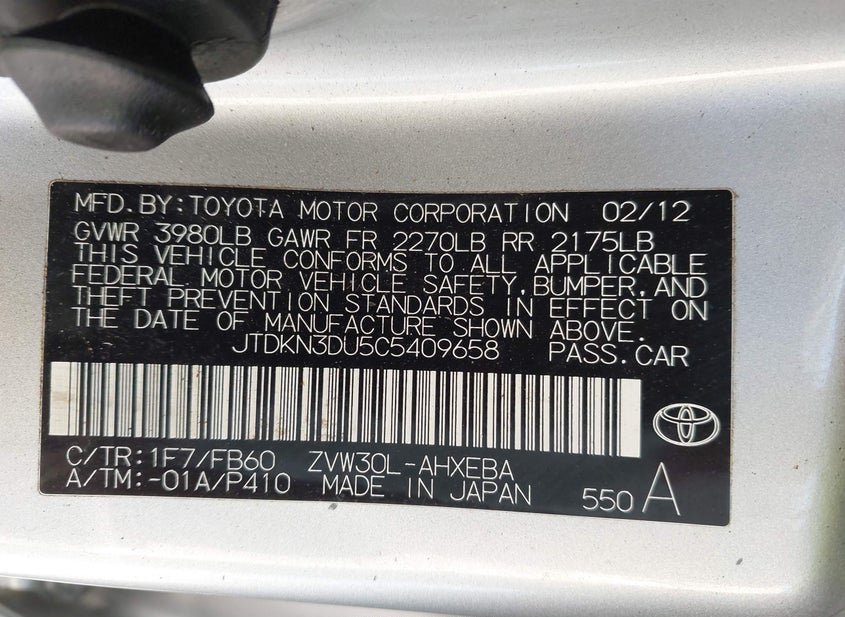 MFD.BY:TOYOTA MOTOR CORPORATION 02/12
GVWR 3980LB GAWR FR 2270LB RR 2175LB
THIS VEHICLE CONFORMS TO ALL APPLICABLE
FEDERAL MOTOR VEHICLE SAFETY,BUMPER,AND
THEFT PREVENTION STANDARDS IN EFFECT ON
THE DATE OF MANUFACTURE SHOWN ABOVE.
JTDKN3DU5C5409658 PASS.CAR
C/TR:1F7/FB60 ZVW30L-AHXEBA
A/TM:-01A/P410 MADE IN JAPAN 550 A